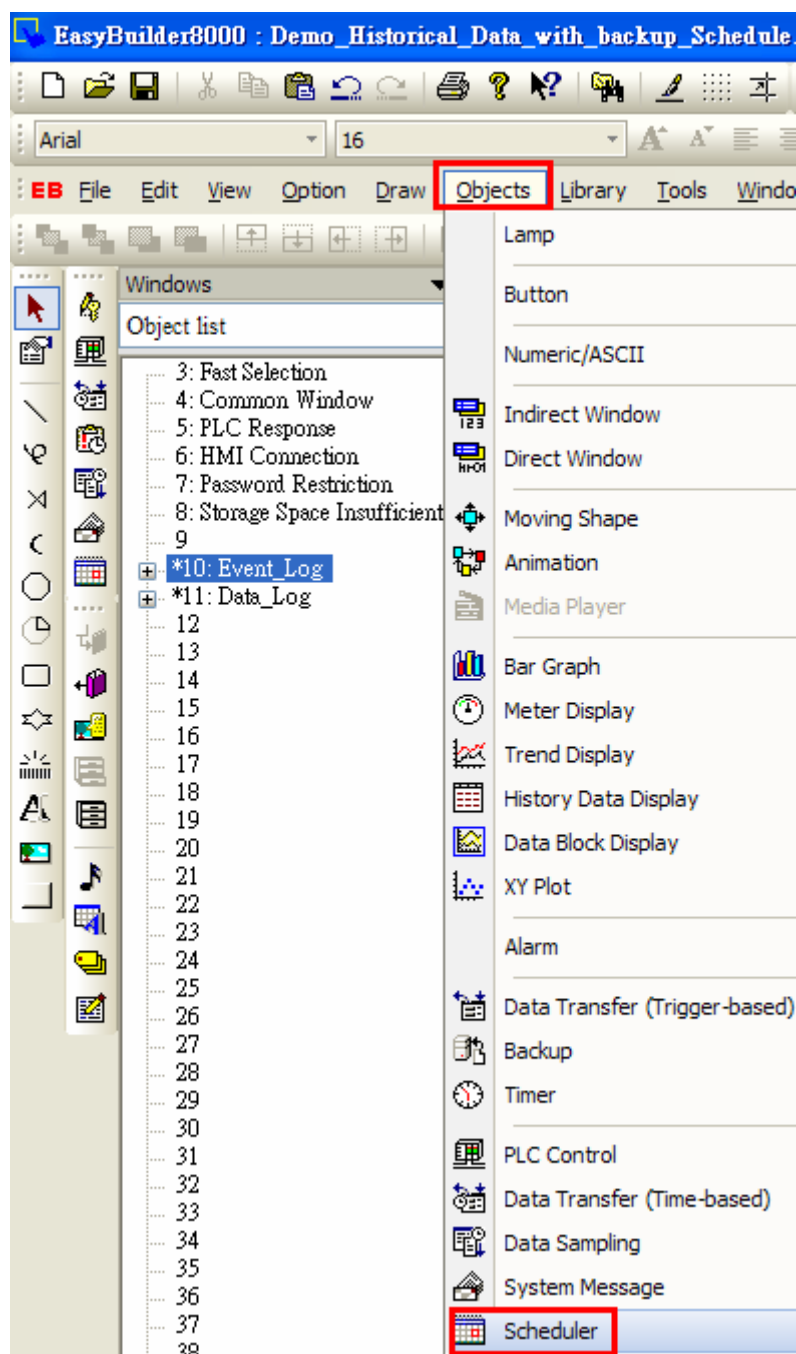 EasyBuilder8000 : Demo_Historical_Data_with_backup_Schedule.
Arial 16
EB File Edit View Option Draw Objects Library Tools Windo
Windows
Object list
3: Fast Selection
4: Common Window
5: PLC Response
6: HMI Connection
7: Password Restriction
8: Storage Space Insufficient
9
*10: Event_Log
*11: Data_Log
12
13
14
15
16
17
18
19
20
21
22
23
24
25
26
27
28
29
30
31
32
33
34
35
36
37
38
Lamp
Button
Numeric/ASCII
Indirect Window
Direct Window
Moving Shape
Animation
Media Player
Bar Graph
Meter Display
Trend Display
History Data Display
Data Block Display
XY Plot
Alarm
Data Transfer (Trigger-based)
Backup
Timer
PLC Control
Data Transfer (Time-based)
Data Sampling
System Message
Scheduler